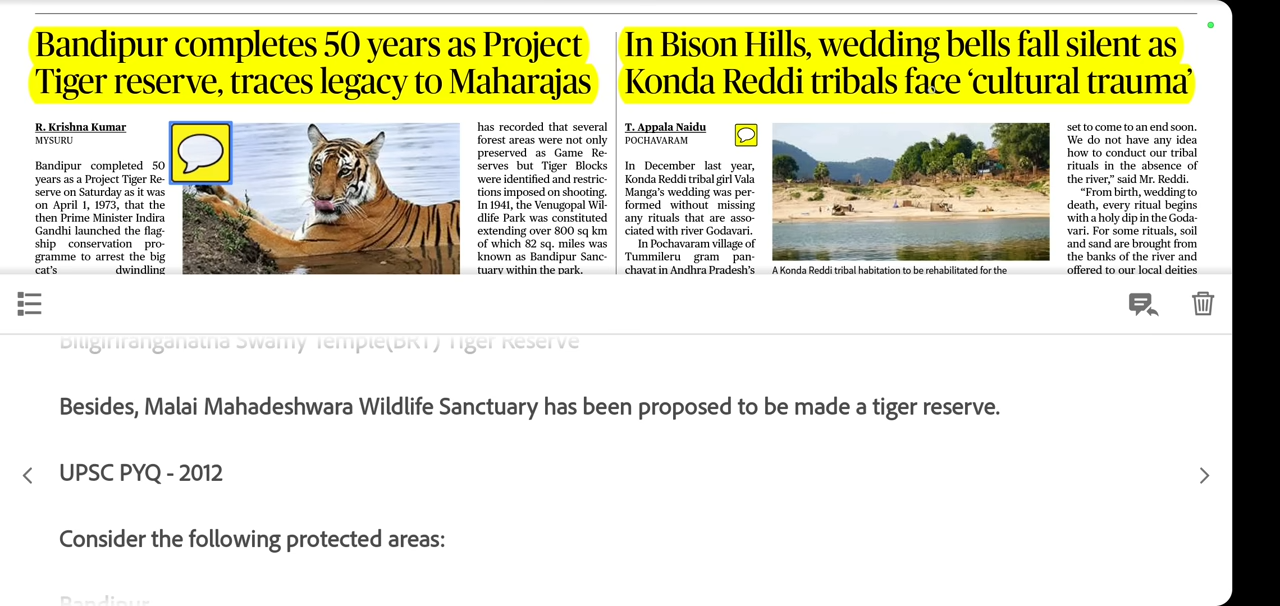 Bandipur completes 50 years as Project
Tiger reserve, traces legacy to Maharajas
R. Krishna Kumar
MYSURU
Bandipur completed 50
years as a Project Tiger Re-
serve on Saturday as it was
on April 1, 1973, that the
then Prime Minister Indira
Gandhi launched the flag-
ship conservation pro-
gramme to arrest the big
cat's dwindling
has recorded that several
forest areas were not only
preserved as Game Re-
serves but Tiger Blocks
were identified and restric-
tions imposed on shooting.
In 1941, the Venugopal Wil-
dlife Park was constituted
extending over 800 sq km
of which 82 sq. miles was
known as Bandipur Sanc-
tuary within the park.
In Bison Hills, wedding bells fall silent as
Konda Reddi tribals face ‘cultural trauma’
T. Appala Naidu
POCHAVARAM
In December last year,
Konda Reddi tribal girl Vala
Manga's wedding was per-
formed without missing
any rituals that are asso-
ciated with river Godavari.
In Pochavaram village of
Tummileru gram pan-
chayat in Andhra Pradesh's
A Konda Reddi tribal habitation to be rehabilitated for the
set to come to an end soon.
We do not have any idea
how to conduct our tribal
rituals in the absence of
the river,” said Mr. Reddi.
“From birth, wedding to
death, every ritual begins
with a holy dip in the Goda-
vari. For some rituals, soil
and sand are brought from
the banks of the river and
offered to our local deities
Biligiriranganatha Swamy Temple(BRT) Tiger Reserve
Besides, Malai Mahadeshwara Wildlife Sanctuary has been proposed to be made a tiger reserve.
UPSC PYQ - 2012
Consider the following protected areas:
Bandipur